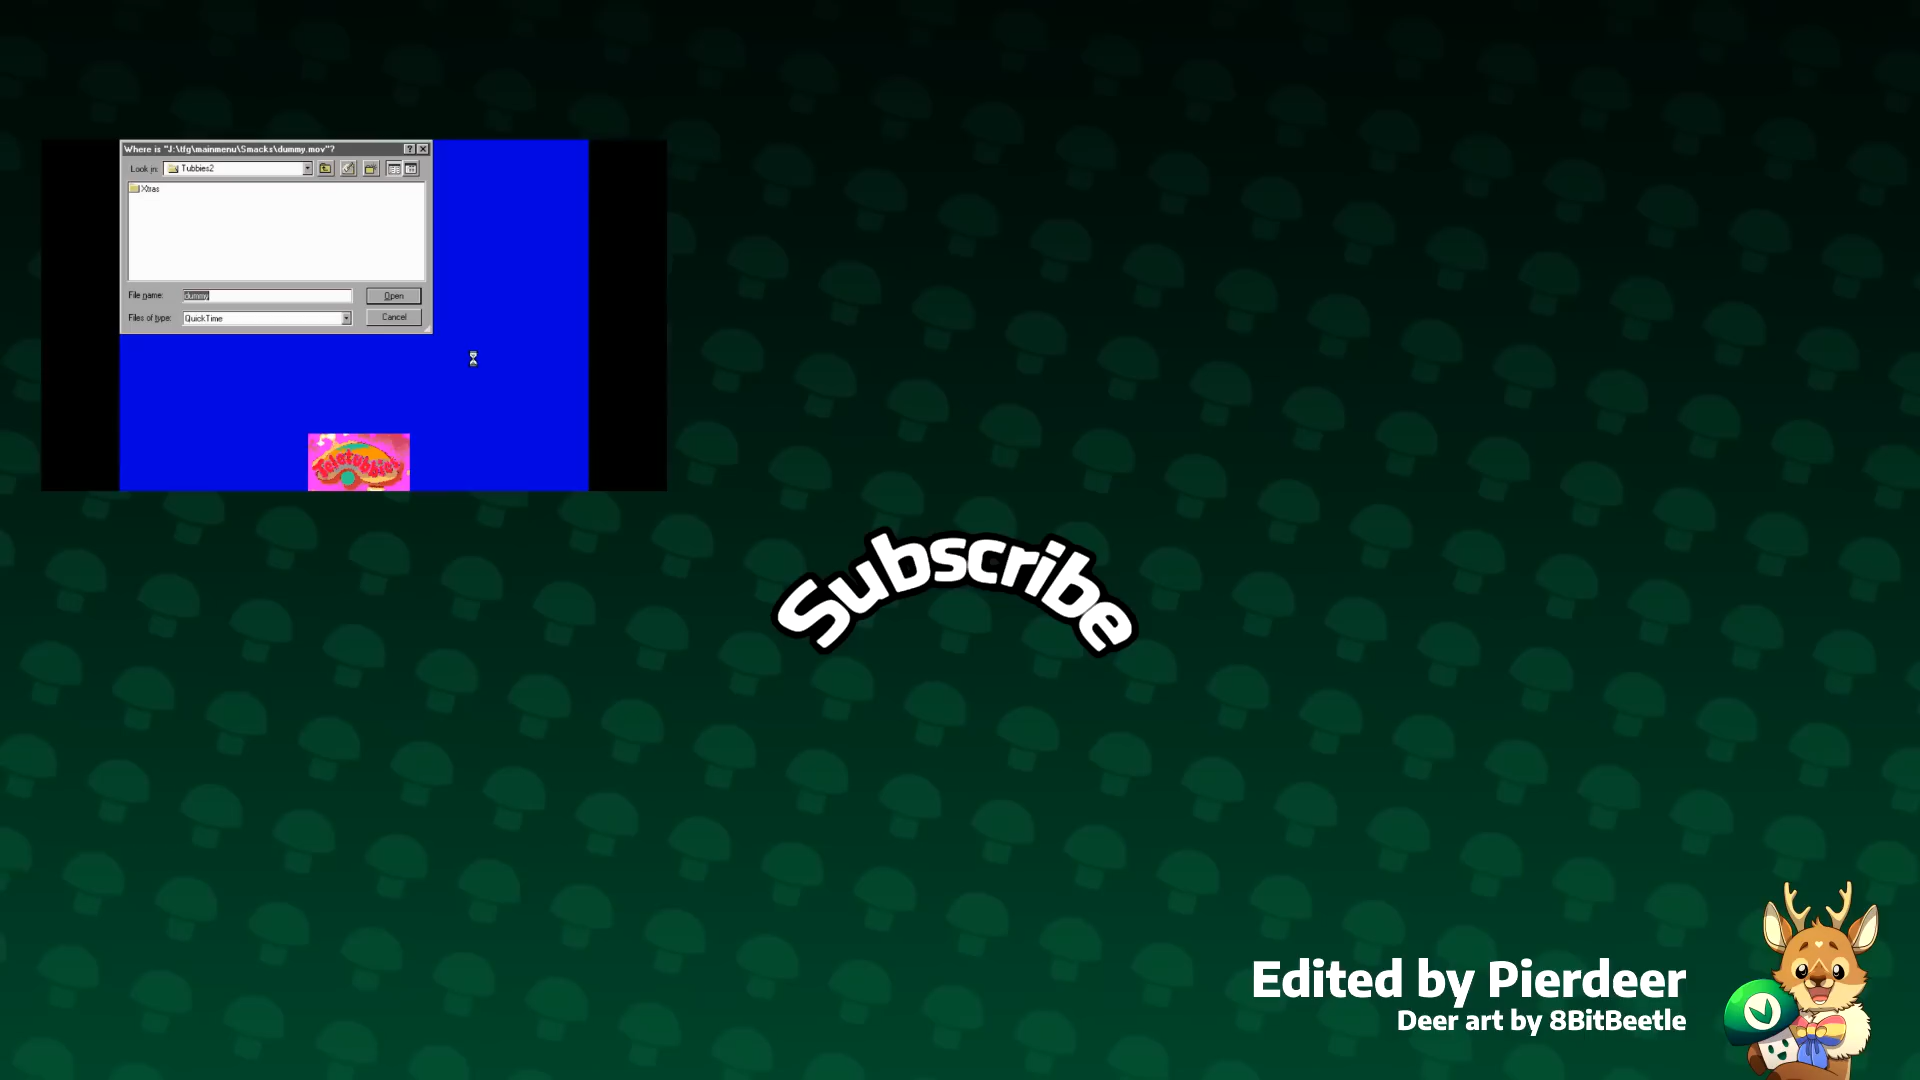 Where is "J:\tfg\mainmenu\Smacks\dummy.mov"?
Look in: Tubbies2
Xtras
File name: dummy Open
Files of type: QuickTime Cancel
Teletubbies
Subscribe
Edited by Pierdeer
Deer art by 8BitBeetle